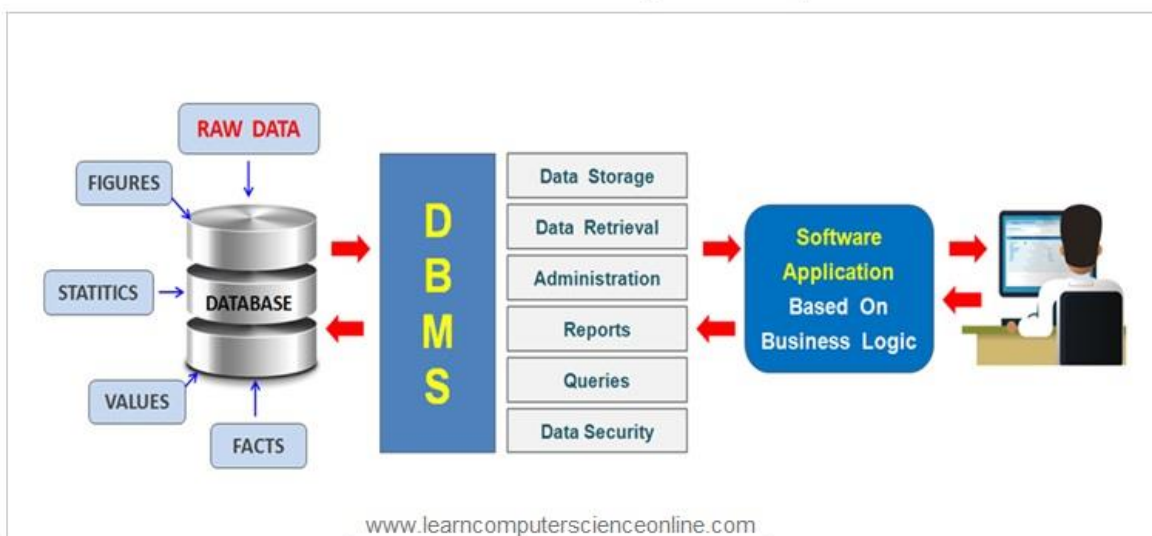 RAW DATA
FIGURES
STATITICS
VALUES
FACTS
DATABASE
D
B
M
S
Data Storage
Data Retrieval
Administration
Reports
Queries
Data Security
Software
Application
Based On
Business Logic
www.learncomputerscienceonline.com